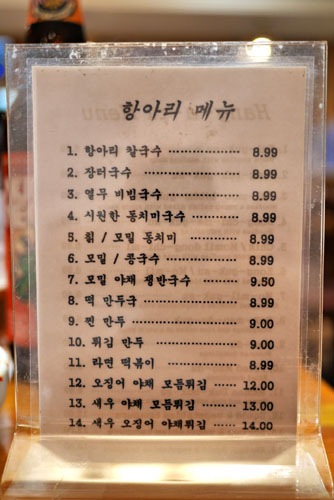 항아리 메뉴
1. 항아리 칼국수 ················ 8.99
2. 장터국수 ······················ 8.99
3. 열무 비빔국수 ················ 8.99
4. 시원한 동치미국수 ·········· 8.99
5. 칡 / 모밀 동치미 ············· 8.99
6. 모밀 / 콩국수 ················ 8.99
7. 모밀 야채 쟁반국수 ········· 9.50
8. 떡 만두국 ····················· 8.99
9. 찐 만두 ························ 9.00
10. 튀김 만두 ···················· 9.00
11. 라면 떡볶이 ················· 8.99
12. 오징어 야채 모듬튀김 ······ 12.00
13. 새우 야채 모듬튀김 ········ 13.00
14. 새우 오징어 야채튀김 ······ 14.00